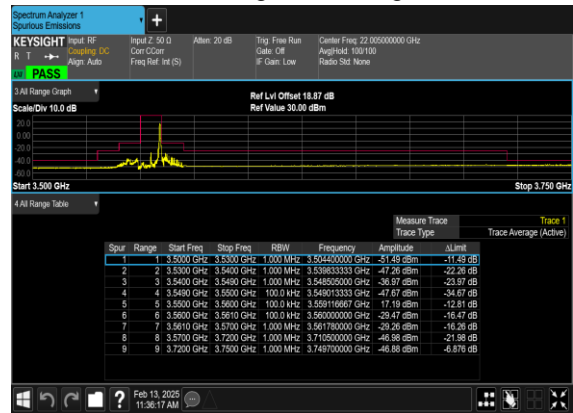 Spectrum Analyzer 1
Spurious Emissions
+
KEYSIGHT Input: RF Input Z: 50 Ω Atten: 20 dB Trig: Free Run Center Freq: 22.005000000 GHz
R T Coupling: DC Corr CCorr Gate: Off Avg|Hold: 100/100
Align: Auto Freq Ref: Int (S) IF Gain: Low Radio Std: None
PASS
3 All Range Graph Ref Lvl Offset 18.87 dB
Scale/Div 10.0 dB Ref Value 30.00 dBm
20.0
0.00
-20.0
-40.0
-60.0
Start 3.500 GHz Stop 3.750 GHz
4 All Range Table
Measure Trace Trace 1
Trace Type Trace Average (Active)
Spur Range Start Freq Stop Freq RBW Frequency Amplitude ΔLimit
1 1 3.5000 GHz 3.5300 GHz 1.000 MHz 3.504400000 GHz -51.49 dBm -11.49 dB
2 2 3.5300 GHz 3.5400 GHz 1.000 MHz 3.539833333 GHz -47.26 dBm -22.26 dB
3 3 3.5400 GHz 3.5490 GHz 1.000 MHz 3.548505000 GHz -36.97 dBm -23.97 dB
4 4 3.5490 GHz 3.5500 GHz 100.0 kHz 3.549013333 GHz -47.67 dBm -34.67 dB
5 5 3.5500 GHz 3.5600 GHz 100.0 kHz 3.559116667 GHz 17.19 dBm -12.81 dB
6 6 3.5600 GHz 3.5610 GHz 100.0 kHz 3.560000000 GHz -29.47 dBm -16.47 dB
7 7 3.5610 GHz 3.5700 GHz 1.000 MHz 3.561780000 GHz -29.26 dBm -16.26 dB
8 8 3.5700 GHz 3.7200 GHz 1.000 MHz 3.710500000 GHz -46.98 dBm -21.98 dB
9 9 3.7200 GHz 3.7500 GHz 1.000 MHz 3.749700000 GHz -46.88 dBm -6.876 dB
? Feb 13, 2025
11:36:17 AM